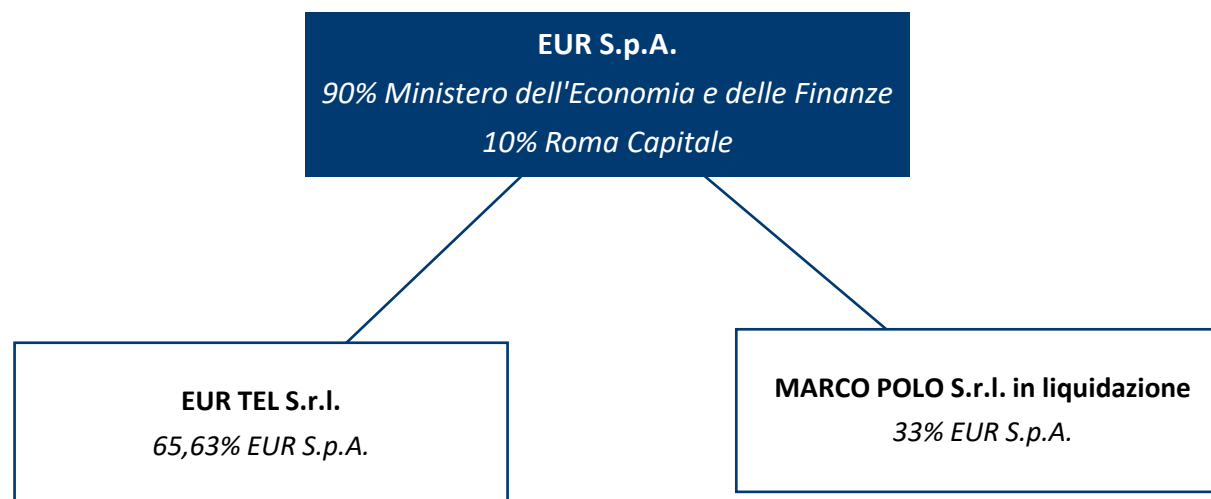 EUR S.p.A.
90% Ministero dell'Economia e delle Finanze
10% Roma Capitale
EUR TEL S.r.l.
65,63% EUR S.p.A.
MARCO POLO S.r.l. in liquidazione
33% EUR S.p.A.